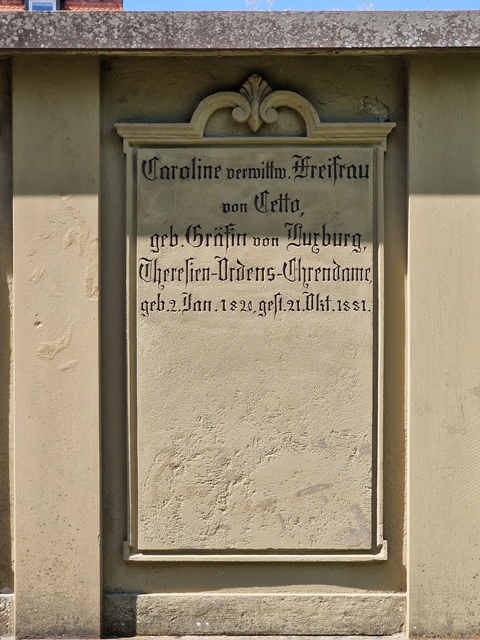 Caroline verwittw. Freifrau
von Cetto,
geb. Gräfin von Luxburg,
Theresien-Ordens-Ehrendame,
geb. 2. Jan. 1820, gest. 21. Okt. 1881.